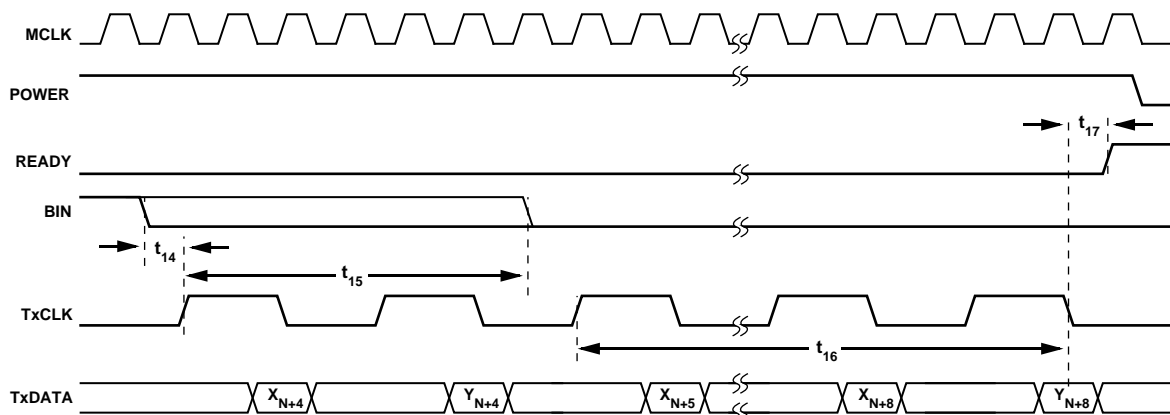 MCLK
POWER
t17
READY
BIN
t14
t15
TxCLK
t16
TxDATA XN+4 YN+4 XN+5 XN+8 YN+8